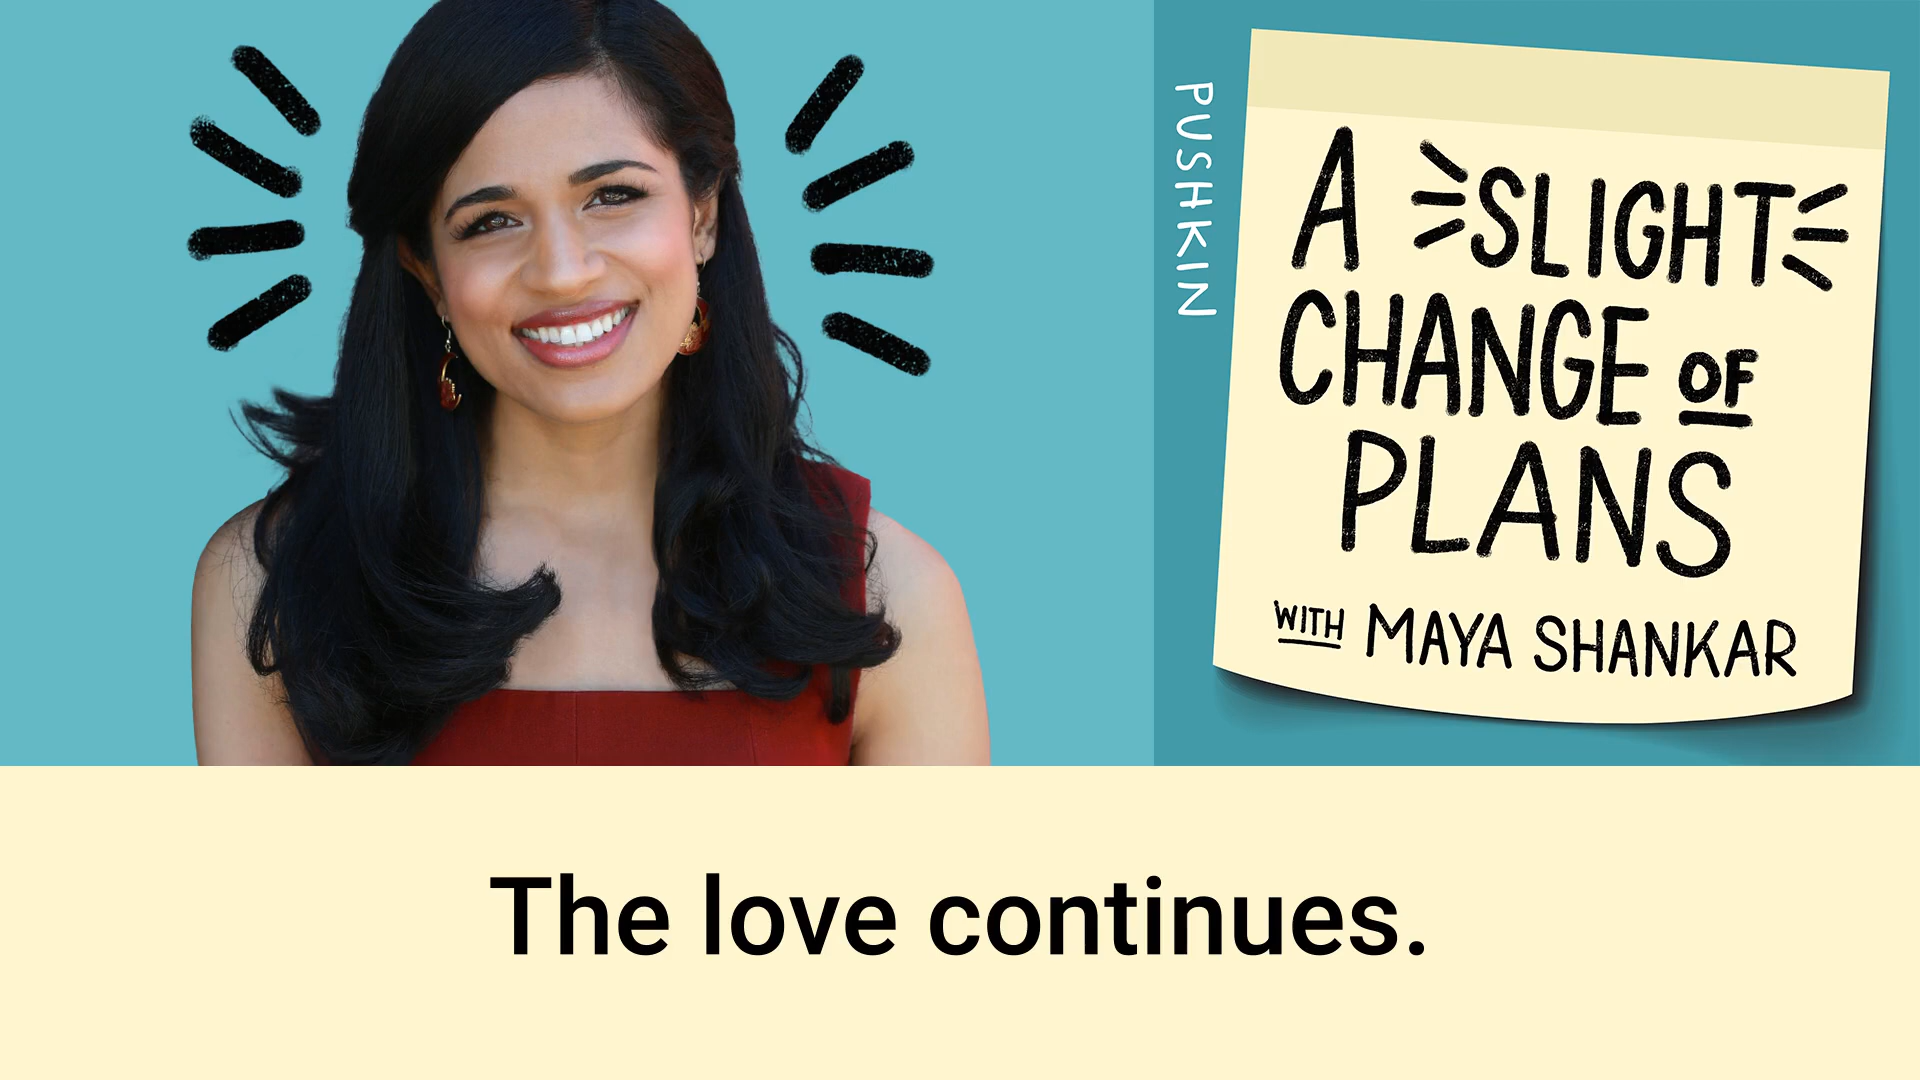 PUSHKIN
A SLIGHT
CHANGE OF
PLANS
WITH MAYA SHANKAR
The love continues.